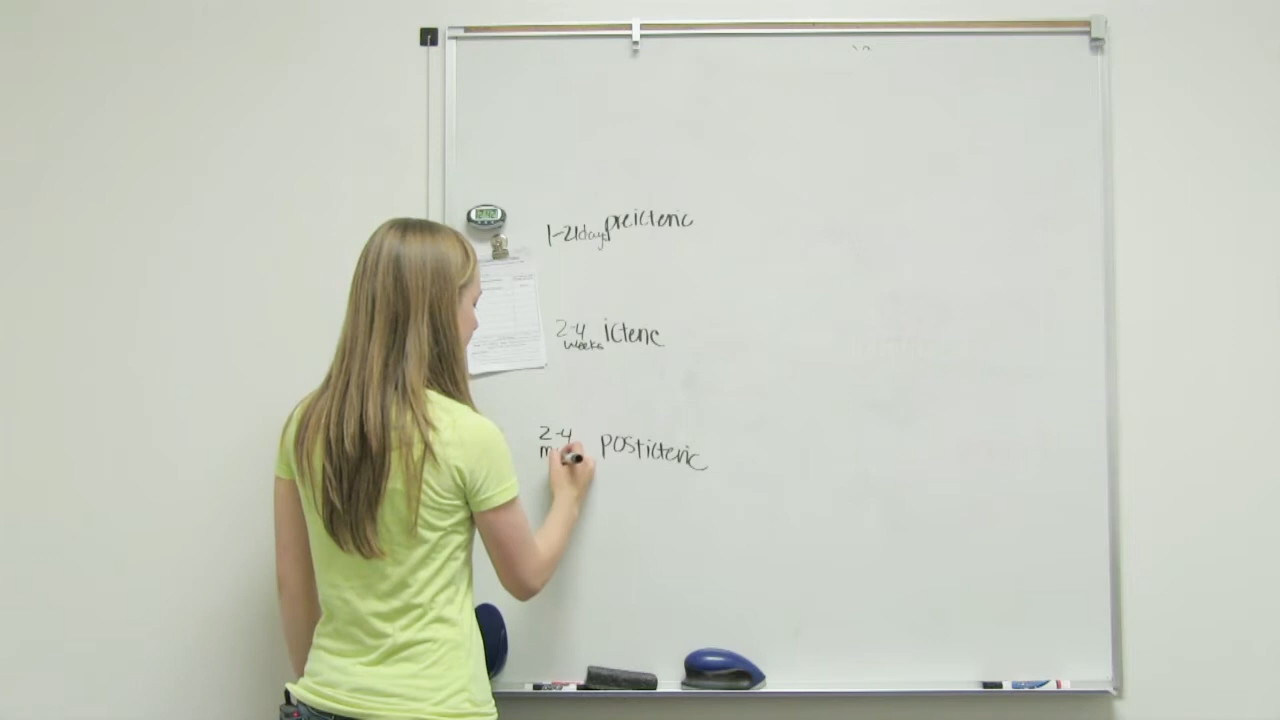 1-21days preicteric
2-4 icteric
weeks
2-4 posticteric